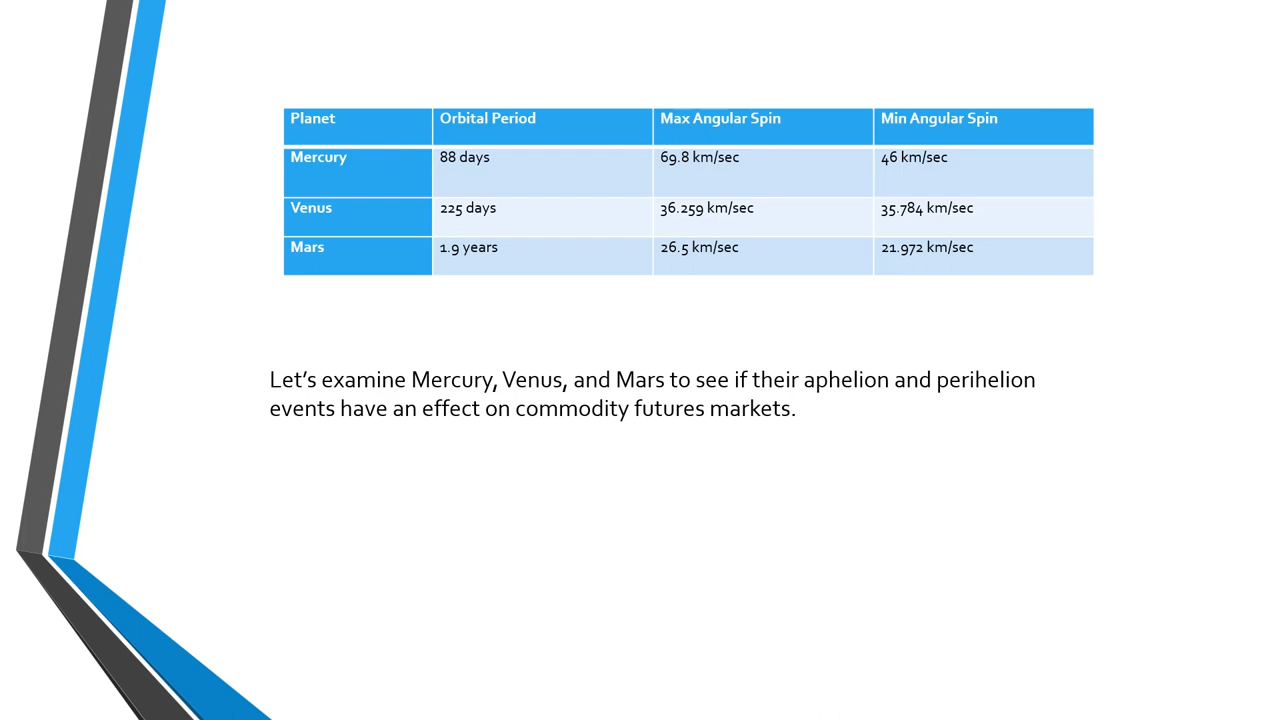 Planet Orbital Period Max Angular Spin Min Angular Spin
Mercury 88 days 69.8 km/sec 46 km/sec
Venus 225 days 36.259 km/sec 35.784 km/sec
Mars 1.9 years 26.5 km/sec 21.972 km/sec
Let’s examine Mercury, Venus, and Mars to see if their aphelion and perihelion
events have an effect on commodity futures markets.